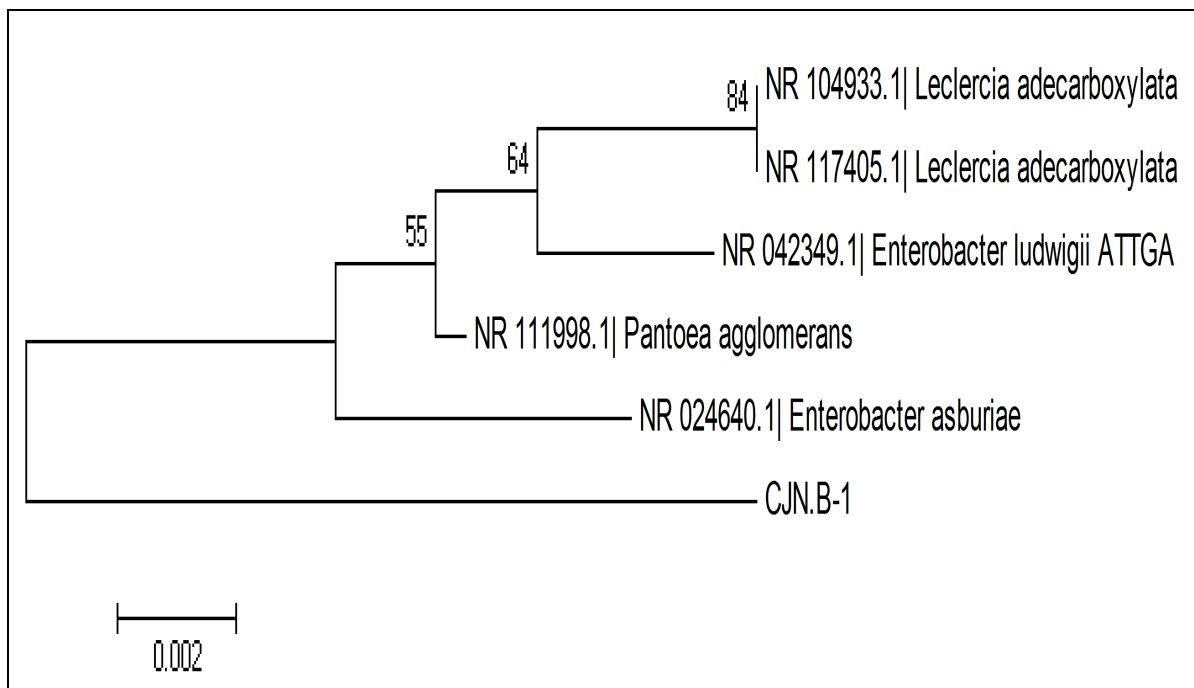 84
NR 104933.1| Leclercia adecarboxylata
64
NR 117405.1| Leclercia adecarboxylata
55
NR 042349.1| Enterobacter ludwigii ATTGA
NR 111998.1| Pantoea agglomerans
NR 024640.1| Enterobacter asburiae
CJN.B-1
0.002